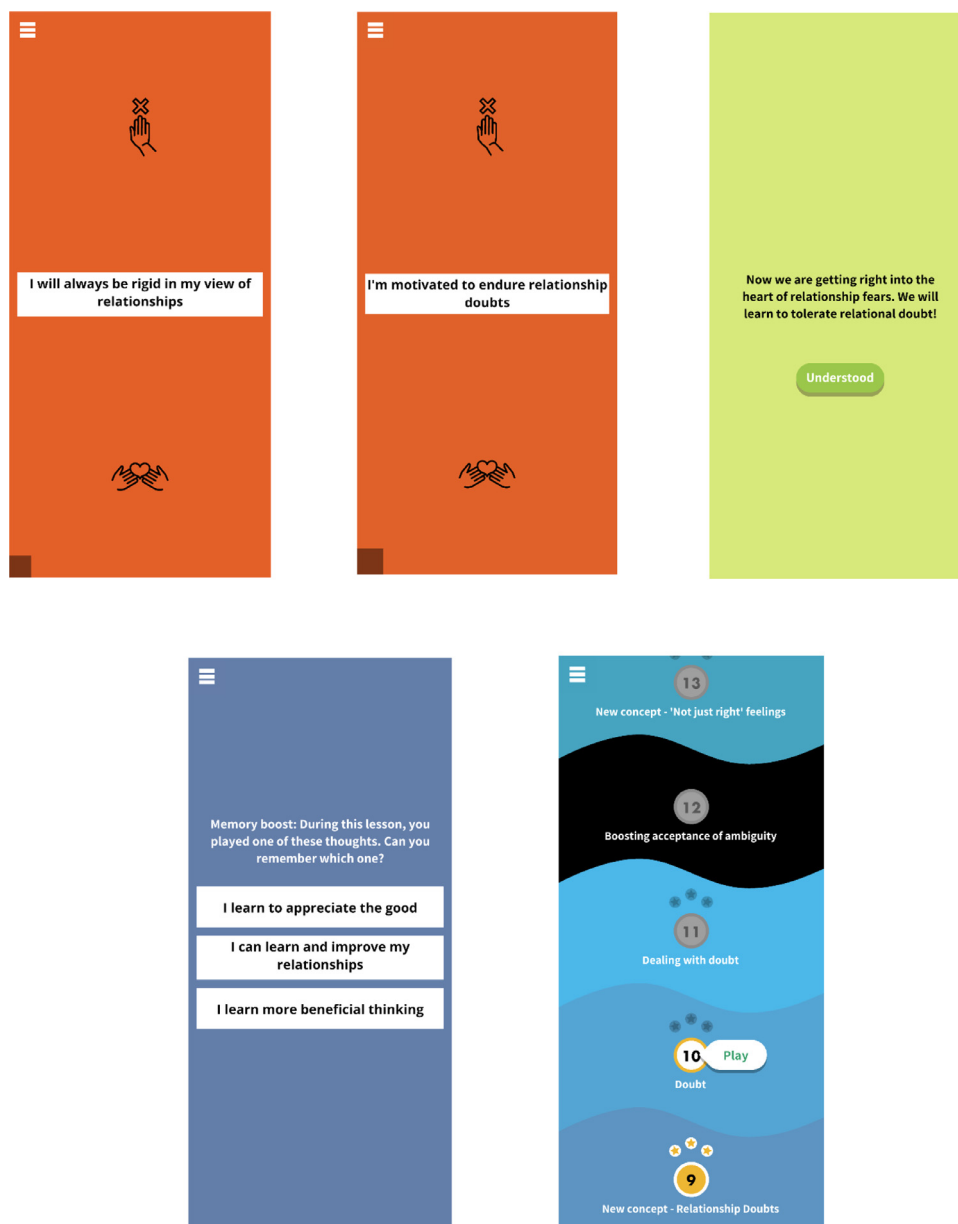 I will always be rigid in my view of
relationships
I'm motivated to endure relationship
doubts
Now we are getting right into the
heart of relationship fears. We will
learn to tolerate relational doubt!
Understood
Memory boost: During this lesson, you
played one of these thoughts. Can you
remember which one?
I learn to appreciate the good
I can learn and improve my
relationships
I learn more beneficial thinking
13
New concept - 'Not just right' feelings
12
Boosting acceptance of ambiguity
11
Dealing with doubt
10 Play
Doubt
9
New concept - Relationship Doubts